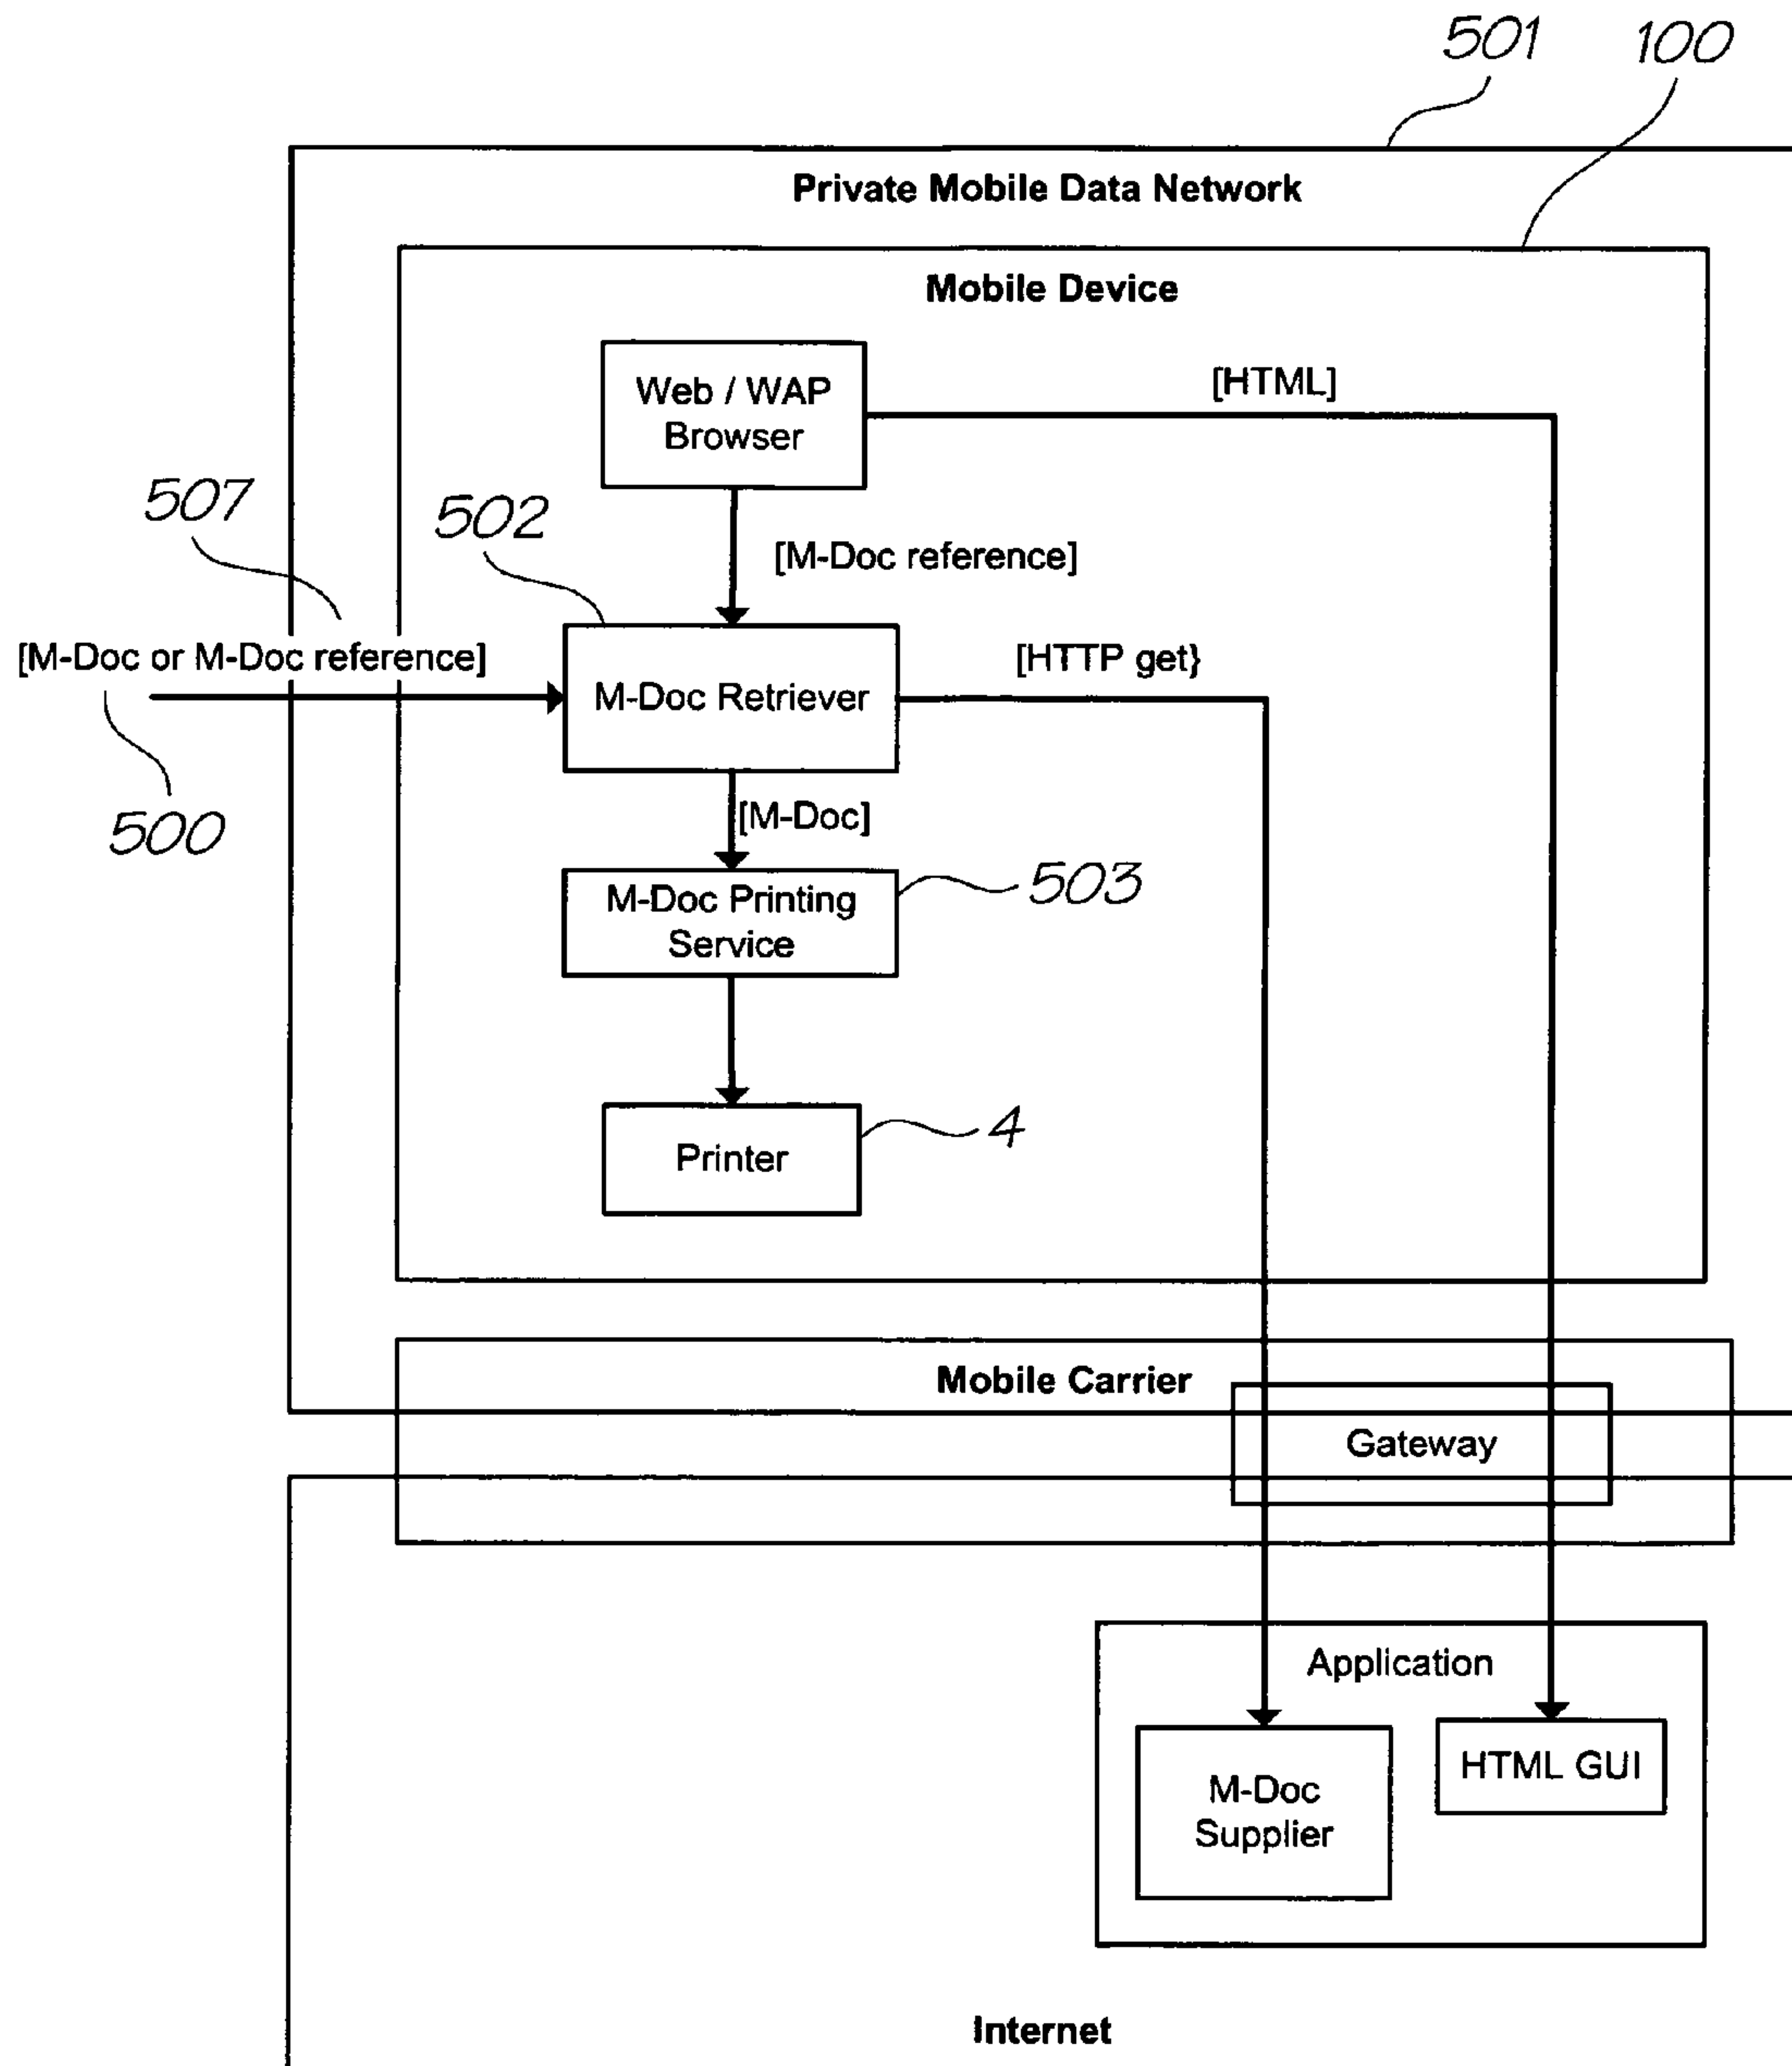 501
100
Private Mobile Data Network
Mobile Device
Web / WAP
Browser
[HTML]
507
502
[M-Doc reference]
[M-Doc or M-Doc reference]
M-Doc Retriever
[HTTP get}
500
[M-Doc]
M-Doc Printing
Service
503
Printer
4
Mobile Carrier
Gateway
Application
M-Doc
Supplier
HTML GUI
Internet